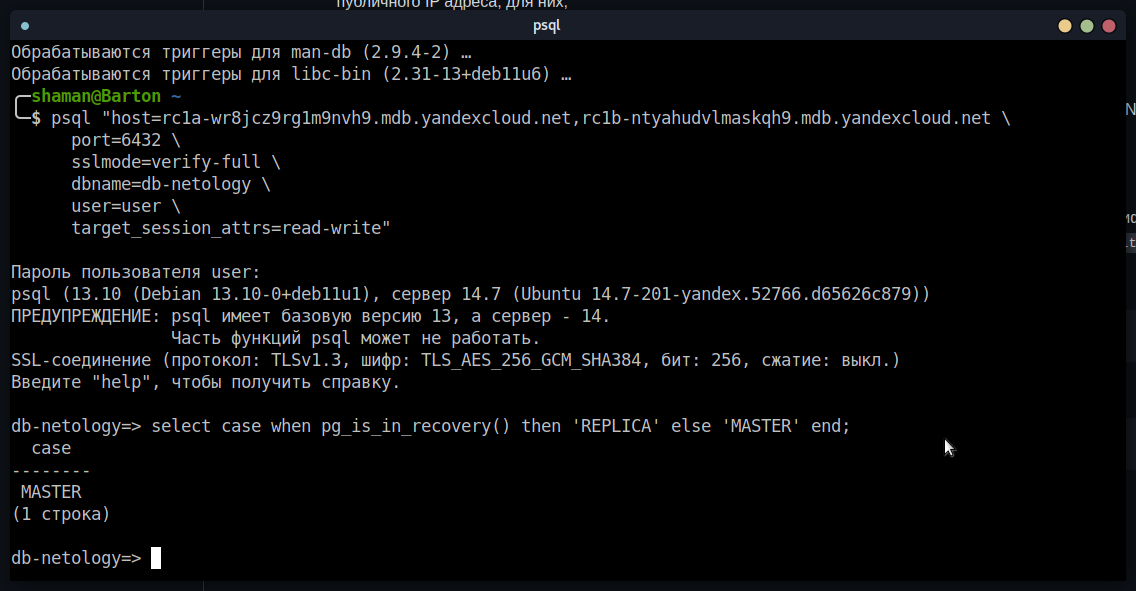 публичного IP адреса, для них,
psql
Обрабатываются триггеры для man-db (2.9.4-2) …
Обрабатываются триггеры для libc-bin (2.31-13+deb11u6) …
shaman@Barton ~
$ psql "host=rc1a-wr8jcz9rg1m9nvh9.mdb.yandexcloud.net,rc1b-ntyahudvlmaskqh9.mdb.yandexcloud.net \
port=6432 \
sslmode=verify-full \
dbname=db-netology \
user=user \
target_session_attrs=read-write"
Пароль пользователя user:
psql (13.10 (Debian 13.10-0+deb11u1), сервер 14.7 (Ubuntu 14.7-201-yandex.52766.d65626c879))
ПРЕДУПРЕЖДЕНИЕ: psql имеет базовую версию 13, а сервер - 14.
Часть функций psql может не работать.
SSL-соединение (протокол: TLSv1.3, шифр: TLS_AES_256_GCM_SHA384, бит: 256, сжатие: выкл.)
Введите "help", чтобы получить справку.
db-netology=> select case when pg_is_in_recovery() then 'REPLICA' else 'MASTER' end;
case
--------
MASTER
(1 строка)
db-netology=>